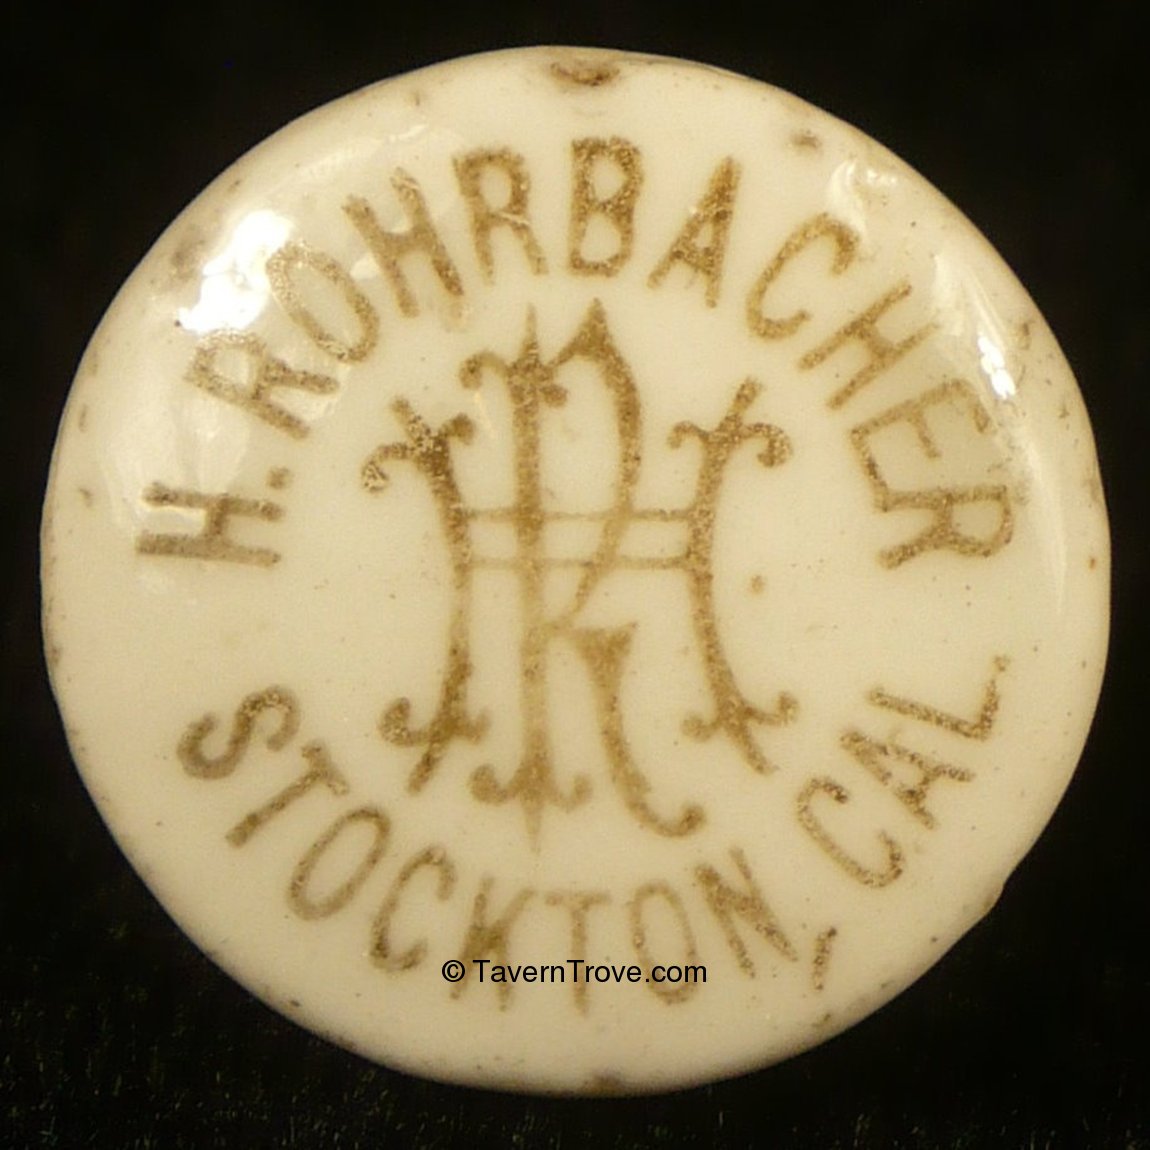 H. ROHRBACHER
HR
STOCKTON, CAL
© TavernTrove.com